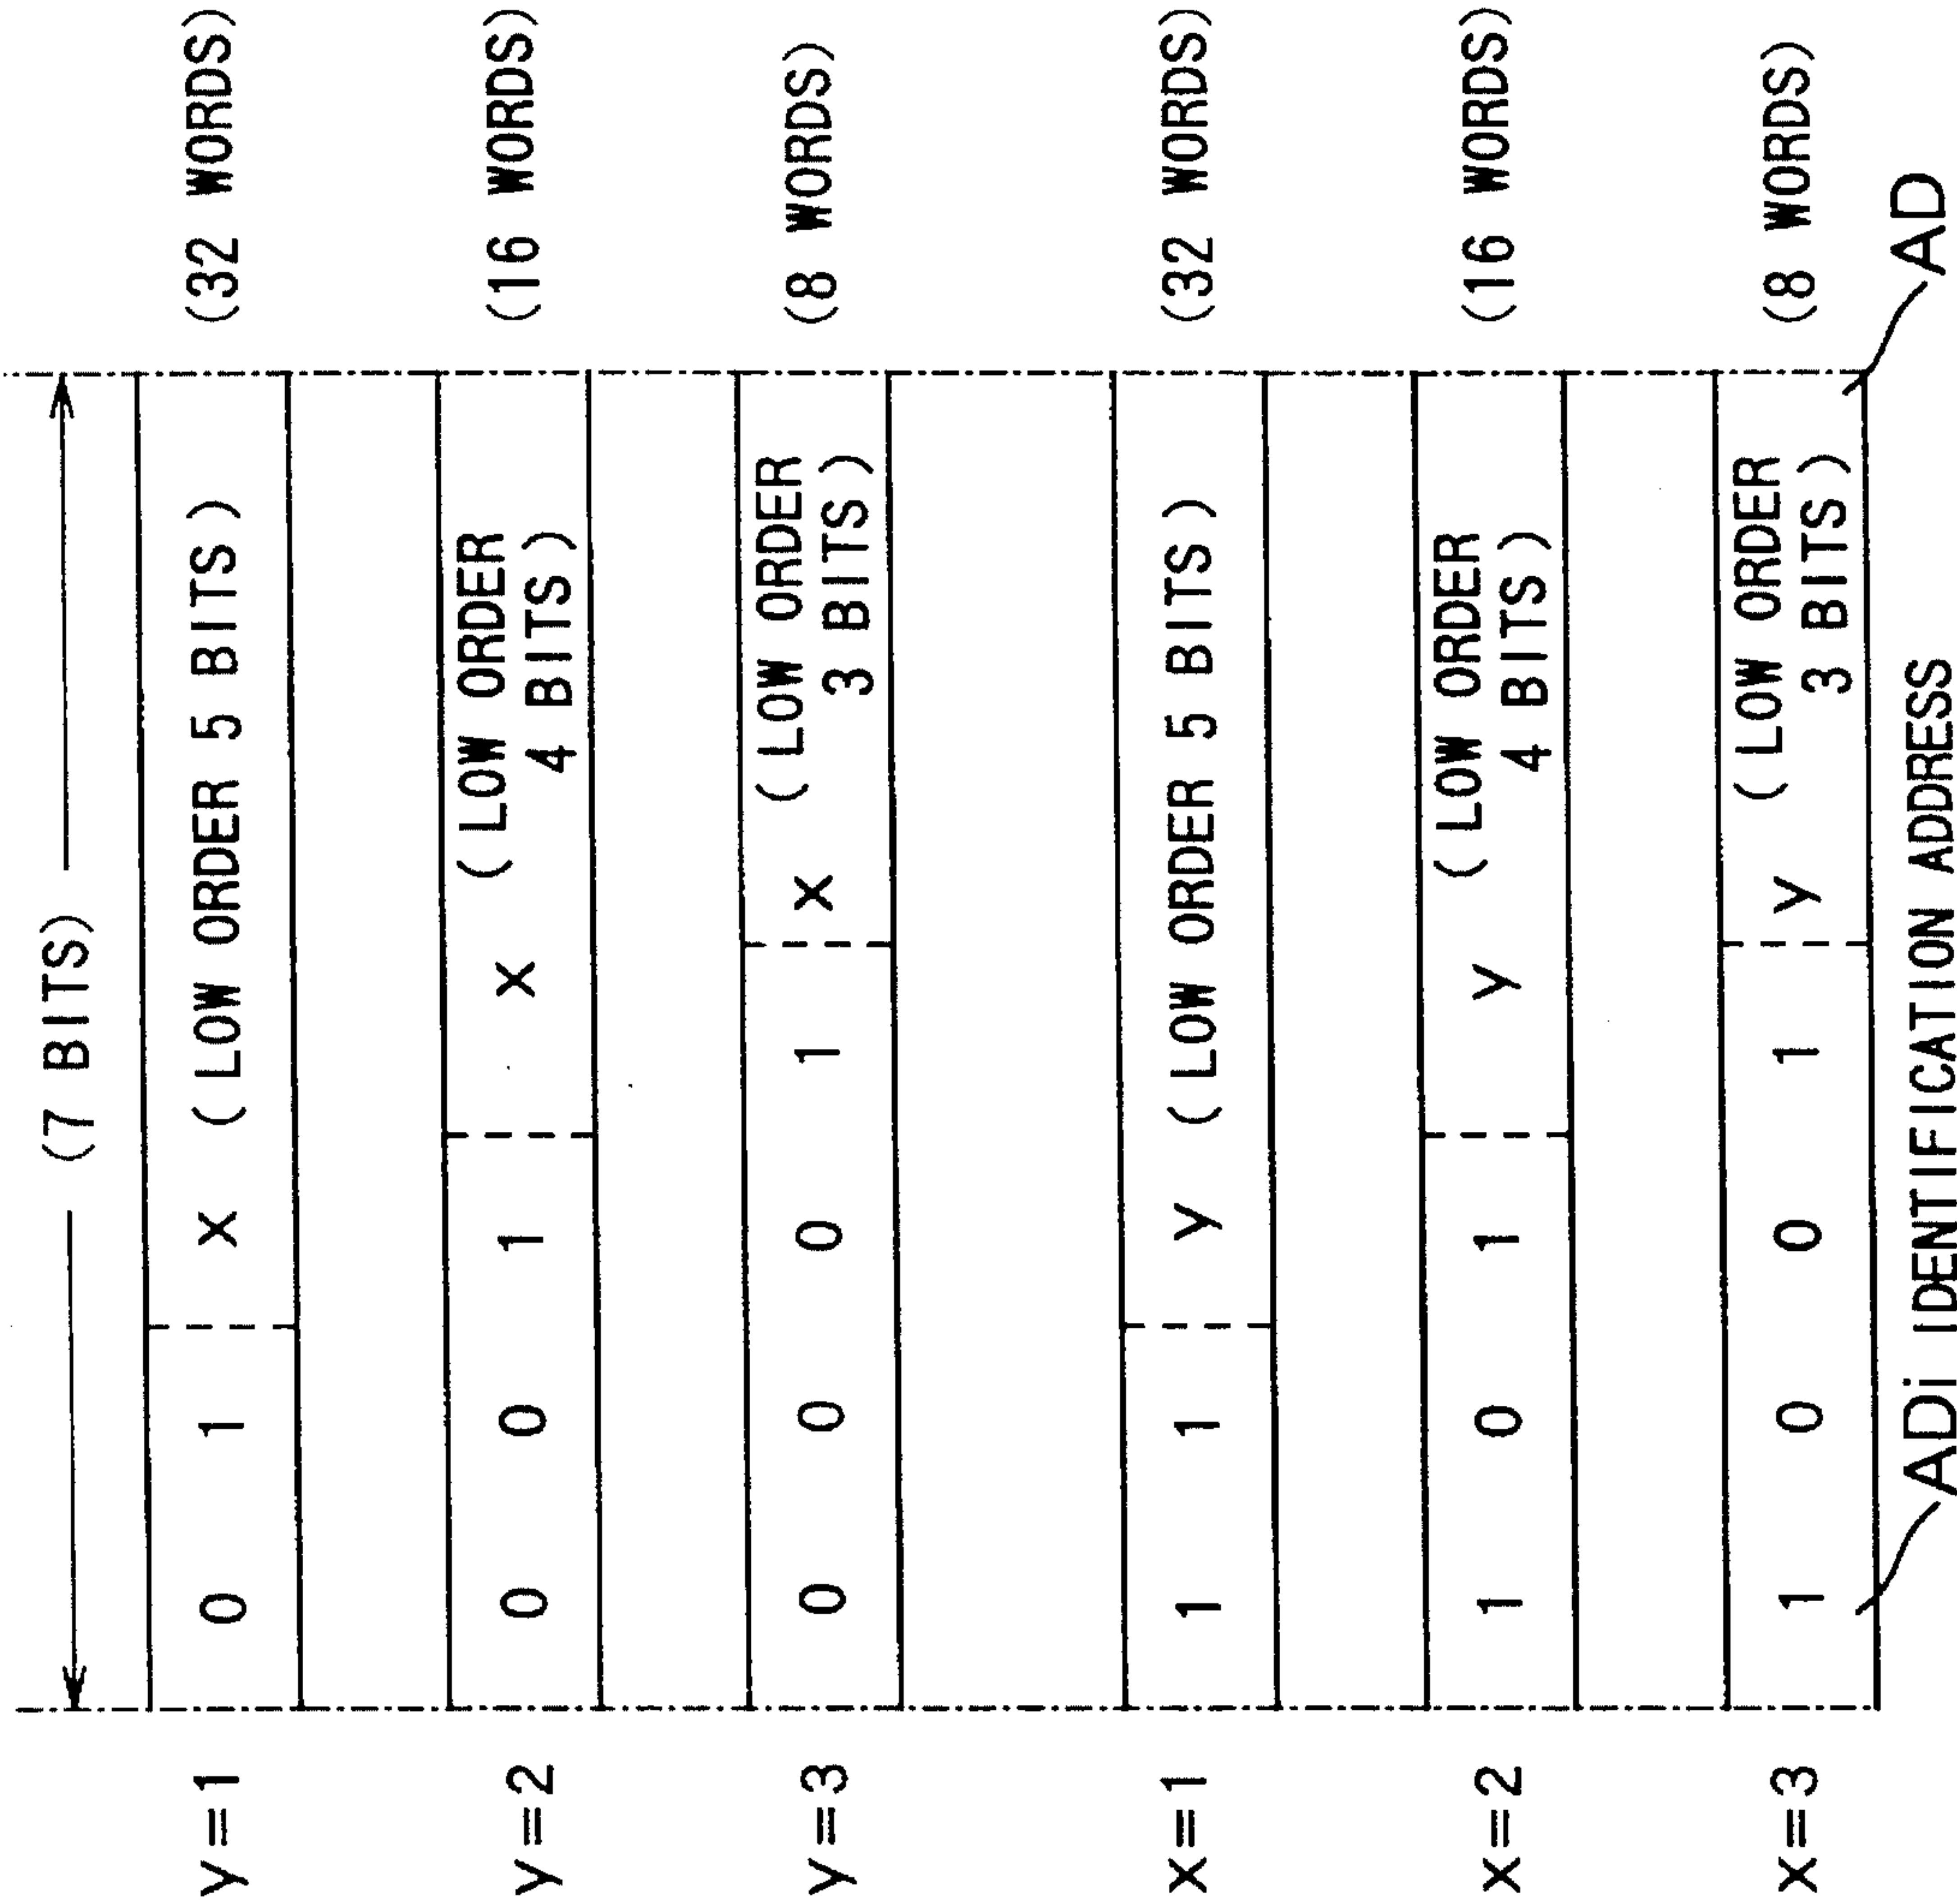 (7 BITS)
y=1 0 1 x (LOW ORDER 5 BITS) (32 WORDS)
y=2 0 0 1 x (LOW ORDER
4 BITS) (16 WORDS)
y=3 0 0 0 1 x (LOW ORDER
3 BITS) (8 WORDS)
x=1 1 1 y (LOW ORDER 5 BITS) (32 WORDS)
x=2 1 0 1 y (LOW ORDER
4 BITS) (16 WORDS)
x=3 1 0 0 1 y (LOW ORDER
3 BITS) (8 WORDS)
ADi IDENTIFICATION ADDRESS
AD